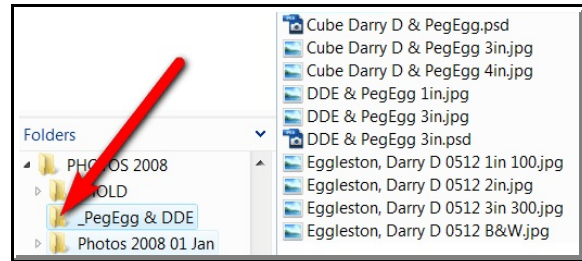 Folders
PHOTOS 2008
HOLD
_PegEgg & DDE
Photos 2008 01 Jan
Cube Darry D & PegEgg.psd
Cube Darry D & PegEgg 3in.jpg
Cube Darry D & PegEgg 4in.jpg
DDE & PegEgg 1in.jpg
DDE & PegEgg 3in.jpg
DDE & PegEgg 3in.psd
Eggleston, Darry D 0512 1in 100.jpg
Eggleston, Darry D 0512 2in.jpg
Eggleston, Darry D 0512 3in 300.jpg
Eggleston, Darry D 0512 B&W.jpg